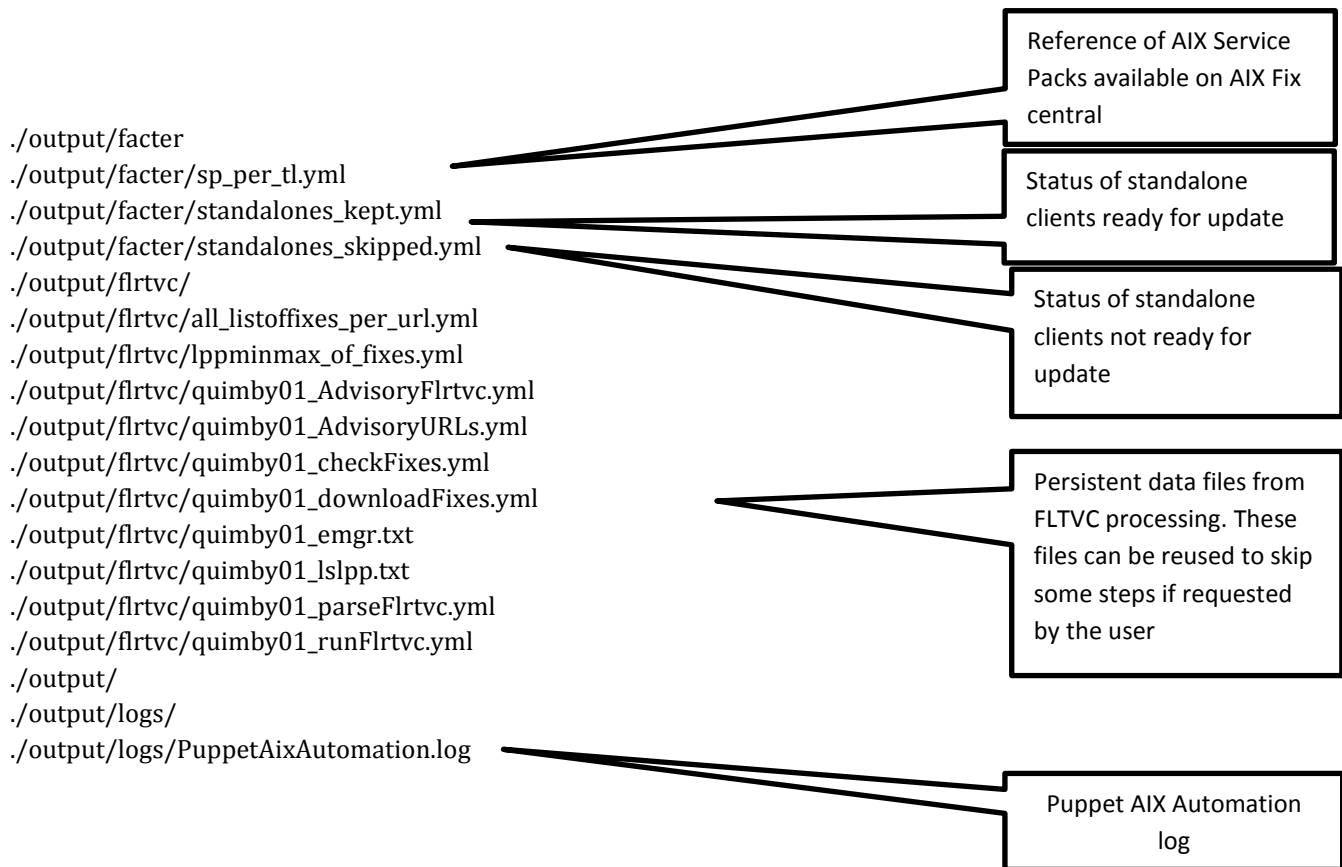 ./output/facter
./output/facter/sp_per_tl.yml
./output/facter/standalones_kept.yml
./output/facter/standalones_skipped.yml
./output/flrtvc/
./output/flrtvc/all_listoffixes_per_url.yml
./output/flrtvc/lppminmax_of_fixes.yml
./output/flrtvc/quimby01_AdvisoryFlrtvc.yml
./output/flrtvc/quimby01_AdvisoryURLs.yml
./output/flrtvc/quimby01_checkFixes.yml
./output/flrtvc/quimby01_downloadFixes.yml
./output/flrtvc/quimby01_emgr.txt
./output/flrtvc/quimby01_lslpp.txt
./output/flrtvc/quimby01_parseFlrtvc.yml
./output/flrtvc/quimby01_runFlrtvc.yml
./output/
./output/logs/
./output/logs/PuppetAixAutomation.log
Reference of AIX Service
Packs available on AIX Fix
central
Status of standalone
clients ready for update
Status of standalone
clients not ready for
update
Persistent data files from
FLTVC processing. These
files can be reused to skip
some steps if requested
by the user
Puppet AIX Automation
log